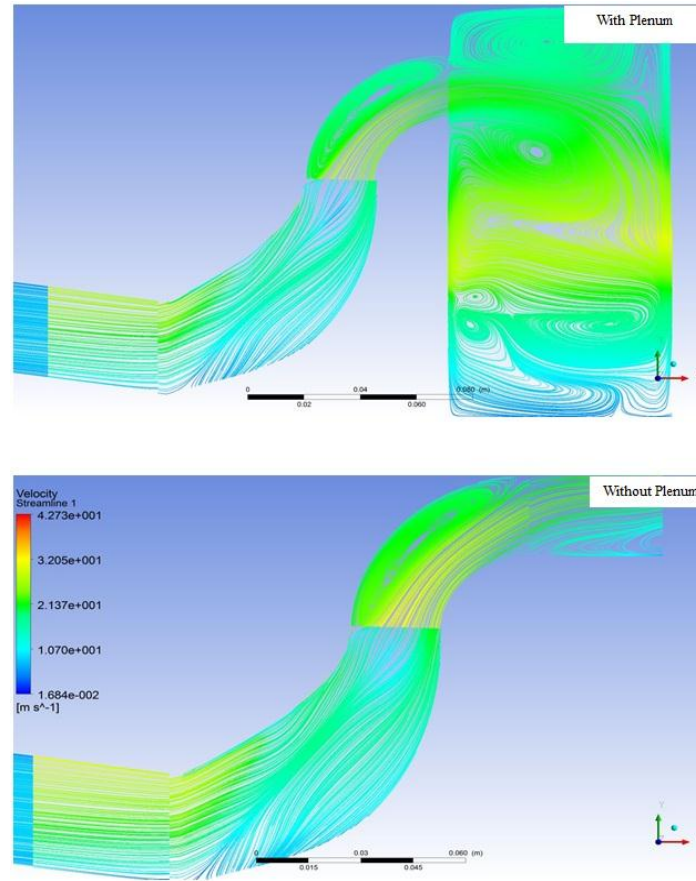 With Plenum
0 0.04 0.080 (m)
0.02 0.060
Without Plenum
Velocity
Streamline 1
4.273e+001
3.205e+001
2.137e+001
1.070e+001
1.684e-002
[m s^-1]
Y
0 0.03 0.060 (m)
0.015 0.045